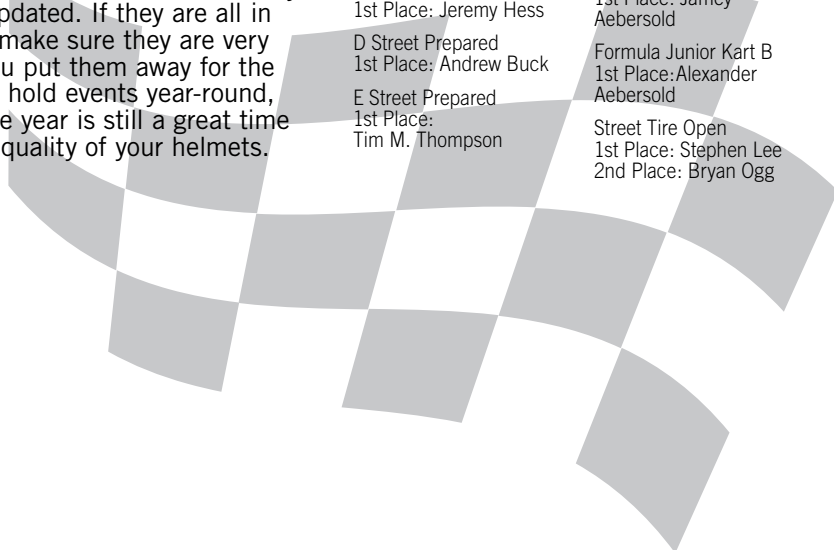 pdated. If they are all in
make sure they are very
u put them away for the
hold events year-round,
e year is still a great time
quality of your helmets.
1st Place: Jeremy Hess
D Street Prepared
1st Place: Andrew Buck
E Street Prepared
1st Place:
Tim M. Thompson
1st Place: Jamey
Aebersold
Formula Junior Kart B
1st Place:Alexander
Aebersold
Street Tire Open
1st Place: Stephen Lee
2nd Place: Bryan Ogg